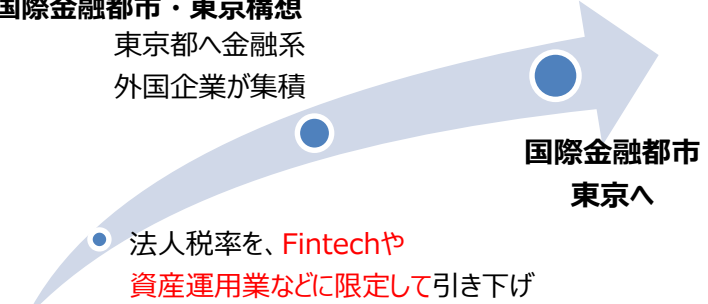 国際金融都市・東京構想
東京都へ金融系
外国企業が集積
国際金融都市
東京へ
法人税率を、Fintechや
資産運用業などに限定して引き下げ